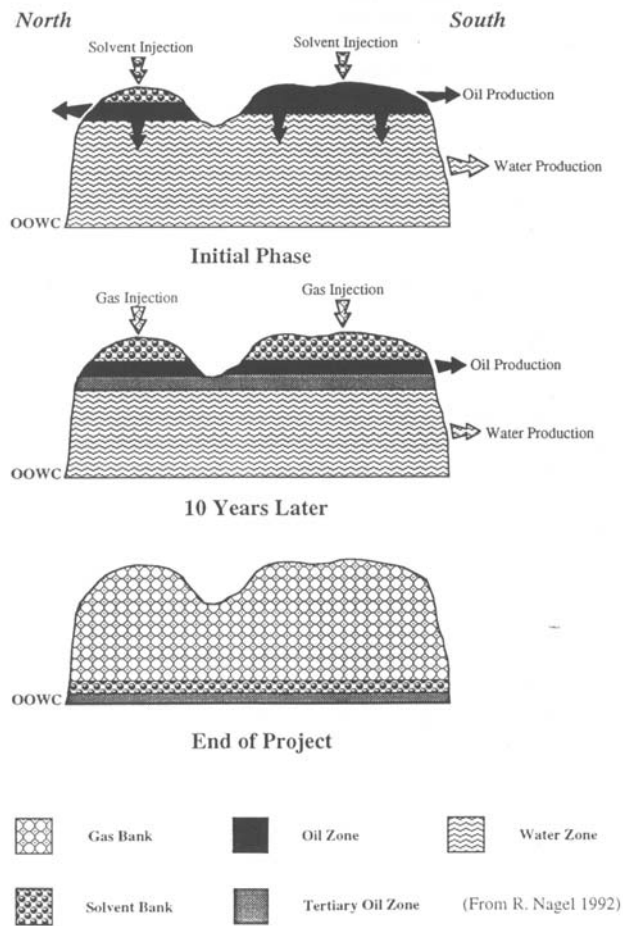 North South
Solvent Injection Solvent Injection
Oil Production
Water Production
OOWC
Initial Phase
Gas Injection Gas Injection
Oil Production
Water Production
OOWC
10 Years Later
OOWC
End of Project
Gas Bank Oil Zone Water Zone
Solvent Bank Tertiary Oil Zone (From R. Nagel 1992)